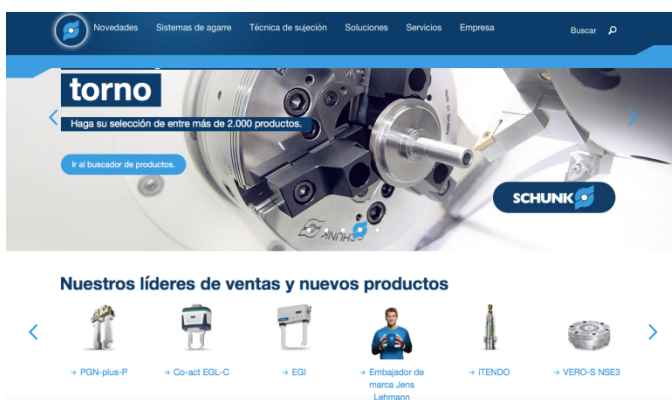 Novedades Sistemas de agarre Técnica de sujeción Soluciones Servicios Empresa Buscar
torno
Haga su selección de entre más de 2.000 productos.
Ir al buscador de productos.
SCHUNK
SCHUNK
Nuestros líderes de ventas y nuevos productos
→ PGN-plus-P → Co-act EGL-C → EGI → Embajador de marca Jens Lehmann → iTENDO → VERO-S NSE3